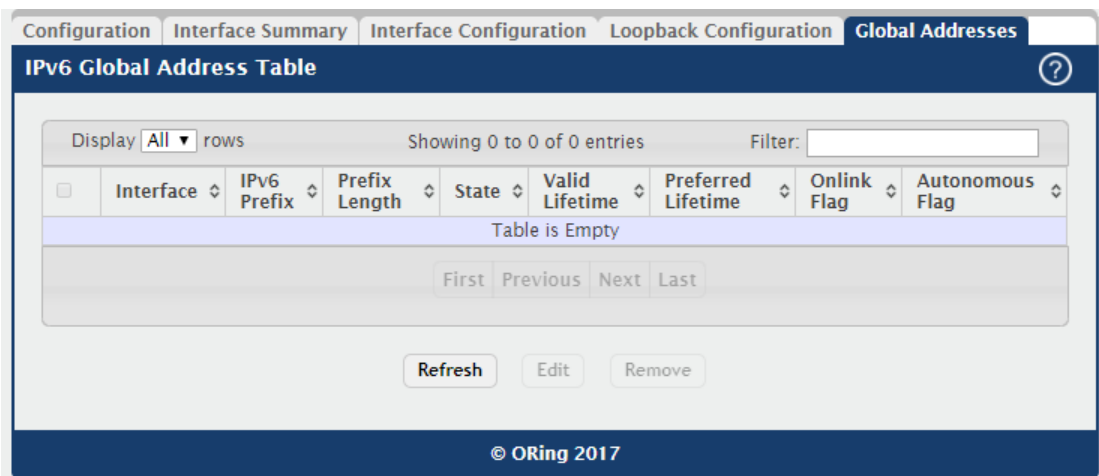 Configuration Interface Summary Interface Configuration Loopback Configuration Global Addresses
IPv6 Global Address Table ?
Display All ▼ rows Showing 0 to 0 of 0 entries Filter:
Interface IPv6 Prefix Prefix Length State Valid Lifetime Preferred Lifetime Onlink Flag Autonomous Flag
Table is Empty
First Previous Next Last
Refresh Edit Remove
© ORing 2017